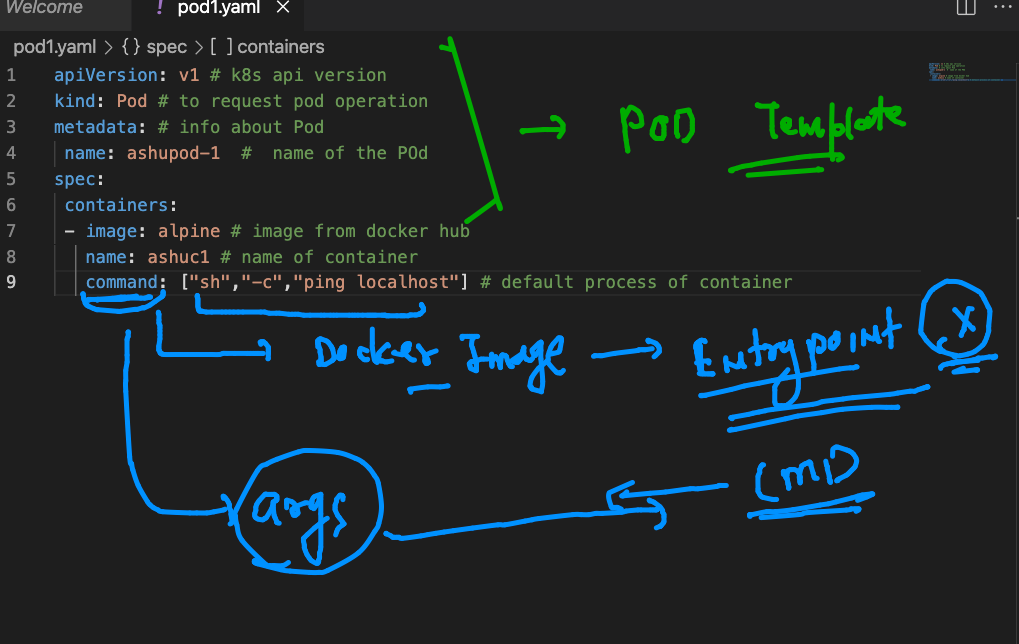 Welcome
! pod1.yaml ×
pod1.yaml > {} spec > [ ] containers
1 apiVersion: v1 # k8s api version
2 kind: Pod # to request pod operation
3 metadata: # info about Pod
4 name: ashupod-1 # name of the POd
5 spec:
6 containers:
7 - image: alpine # image from docker hub
8 name: ashuc1 # name of container
9 command: ["sh","-c","ping localhost"] # default process of container
POD Template
Docker Image Entrypoint X
args CMD